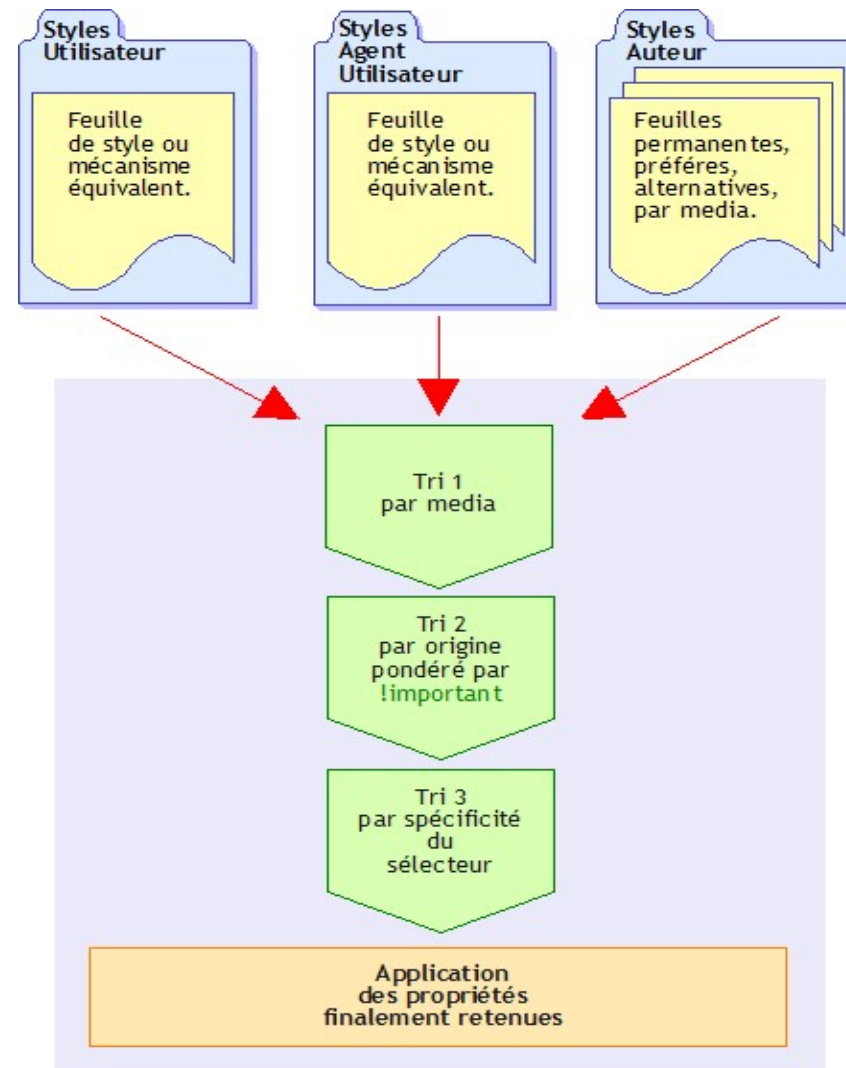 Styles
Utilisateur
Feuille
de style ou
mécanisme
équivalent.
Styles
Agent
Utilisateur
Feuille
de style ou
mécanisme
équivalent.
Styles
Auteur
Feuilles
permanentes,
préféres,
alternatives,
par media.
Tri 1
par media
Tri 2
par origine
pondéré par
!important
Tri 3
par spécificité
du
sélecteur
Application
des propriétés
finalement retenues